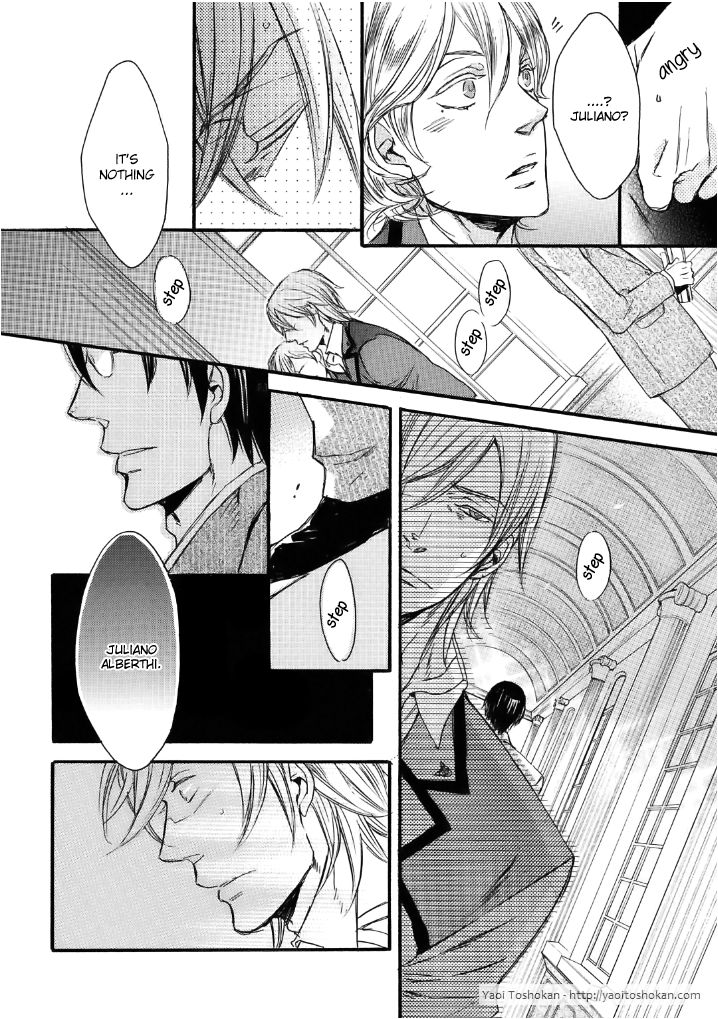 angry
....?
JULIANO?
IT'S
NOTHING
...
step
step
step
step
step
JULIANO
ALBERTHI.
Yaoi Toshokan - http://yaoitoshokan.com